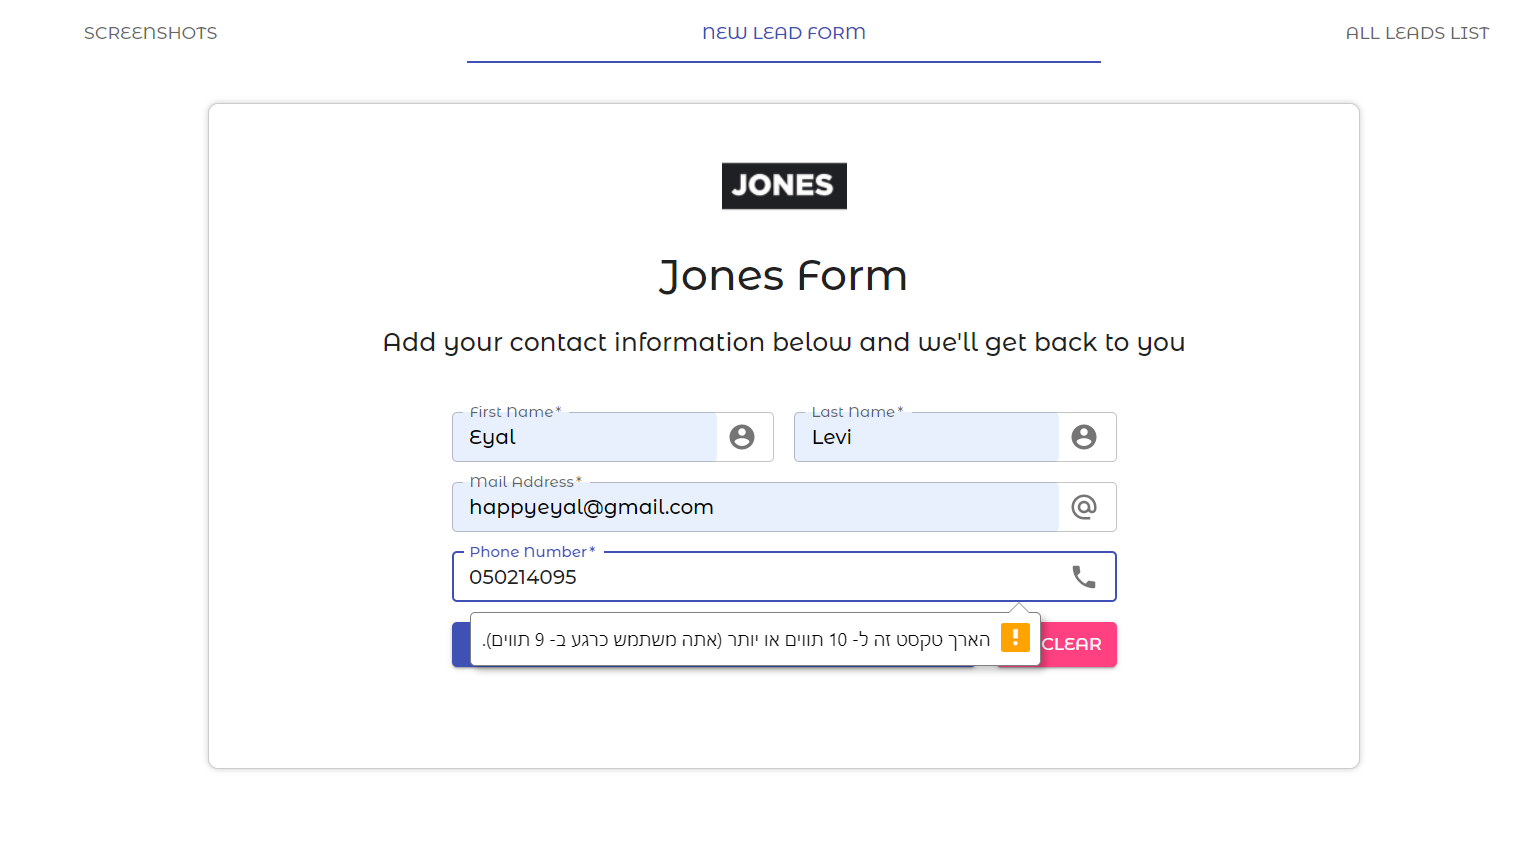 SCREENSHOTS
NEW LEAD FORM
ALL LEADS LIST
JONES
Jones Form
Add your contact information below and we'll get back to you
First Name*
Eyal
Last Name*
Levi
Mail Address*
happyeyal@gmail.com
Phone Number*
050214095
הארך טקסט זה ל- 10 תווים או יותר (אתה משתמש כרגע ב- 9 תווים).
CLEAR